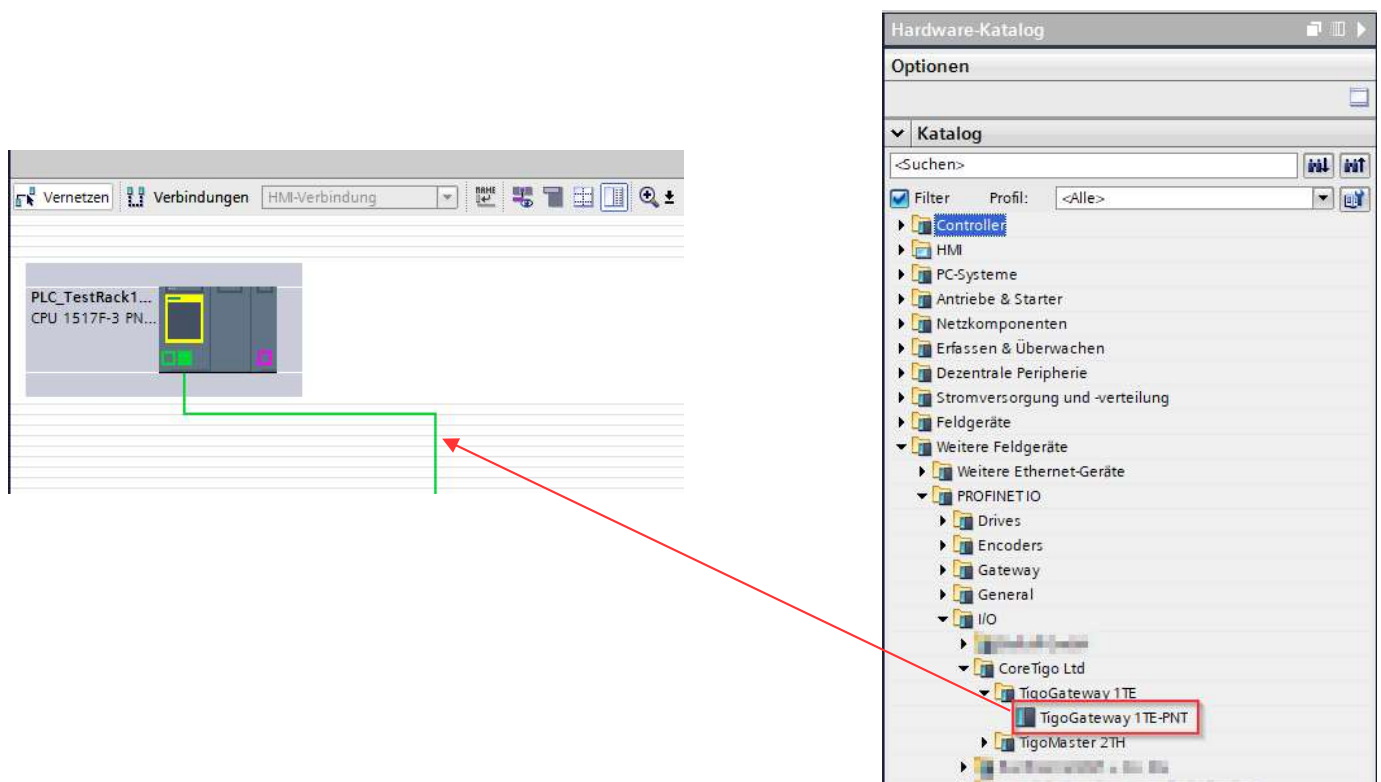 Vernetzen Verbindungen HMI-Verbindung NAME
PLC_TestRack1...
CPU 1517F-3 PN...
Hardware-Katalog
Optionen
Katalog
<Suchen>
Filter Profil: <Alle>
Controller
HMI
PC-Systeme
Antriebe & Starter
Netzkomponenten
Erfassen & Überwachen
Dezentrale Peripherie
Stromversorgung und -verteilung
Feldgeräte
Weitere Feldgeräte
Weitere Ethernet-Geräte
PROFINET IO
Drives
Encoders
Gateway
General
I/O
CoreTigo Ltd
TigoGateway 1TE
TigoGateway 1TE-PNT
TigoMaster 2TH